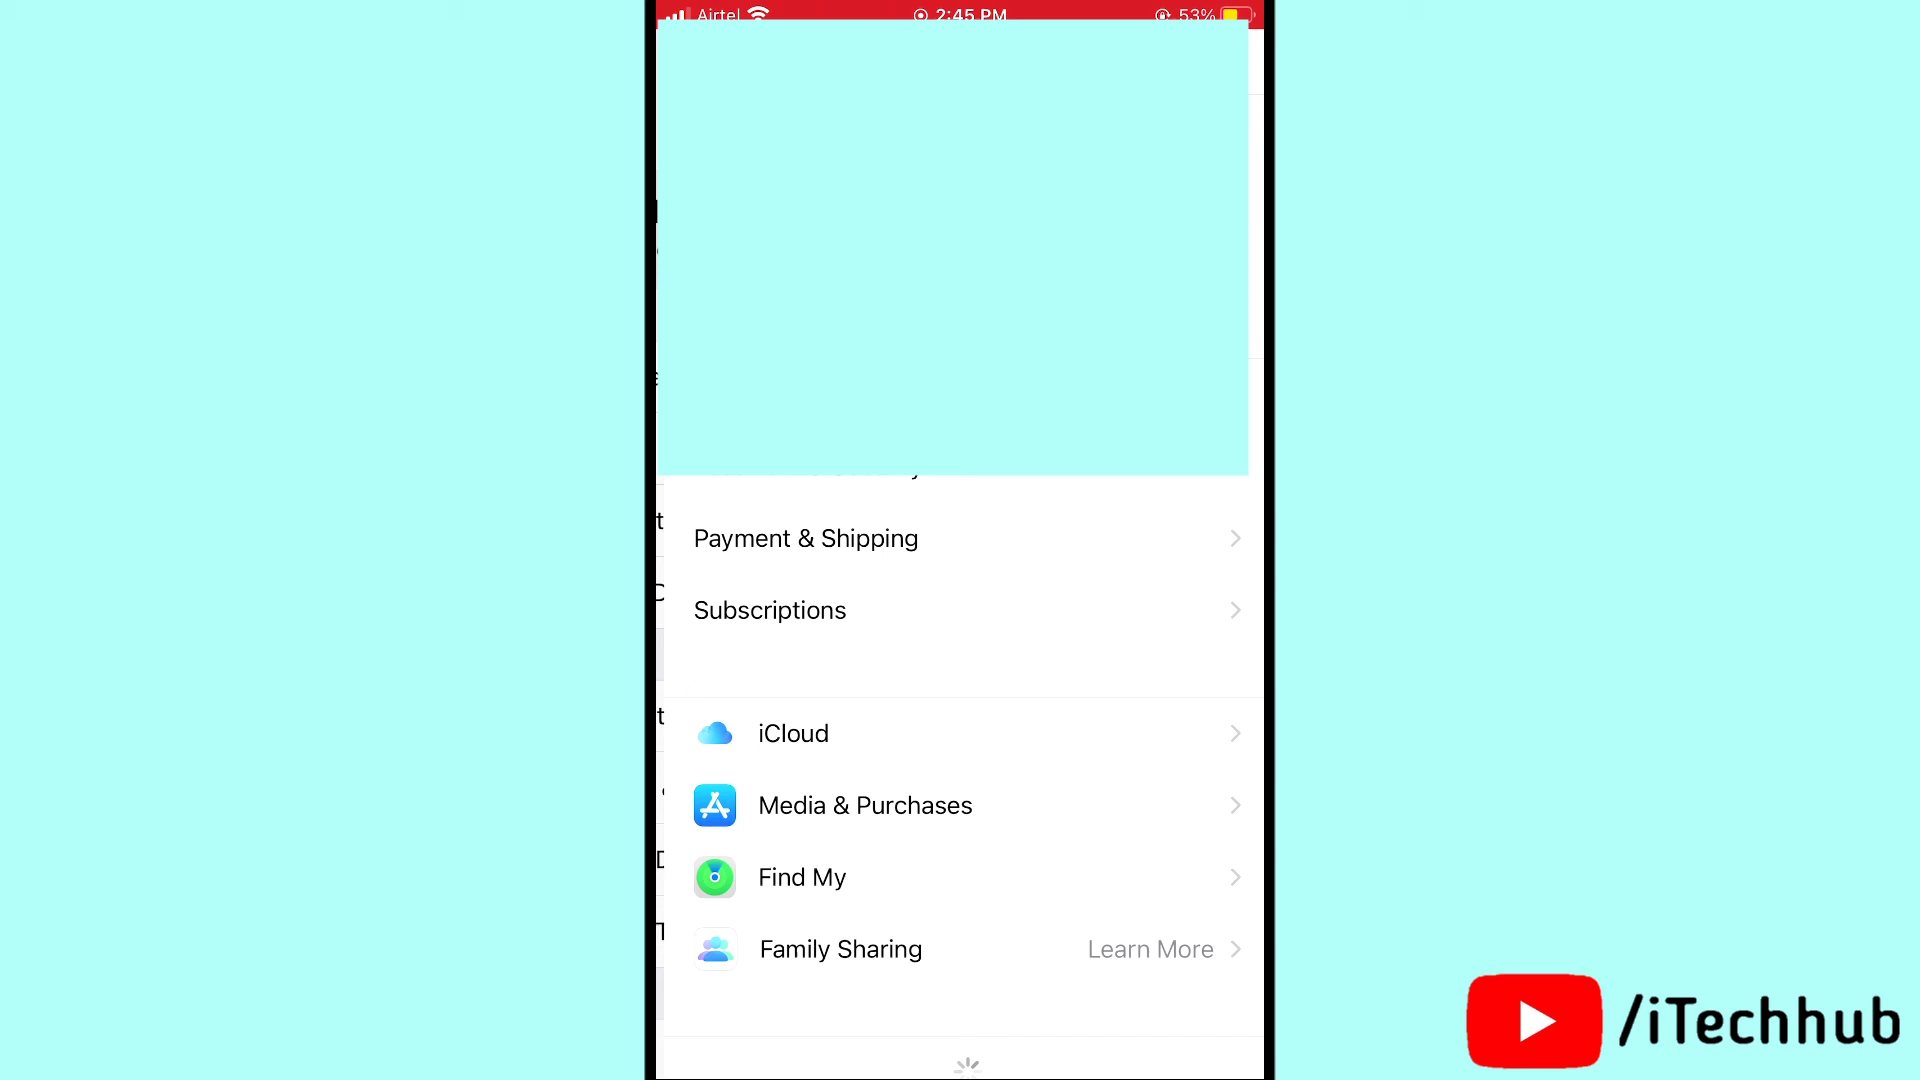 Airtel 2:45 PM 53%
Payment & Shipping
Subscriptions
iCloud
Media & Purchases
Find My
Family Sharing Learn More
/iTechhub